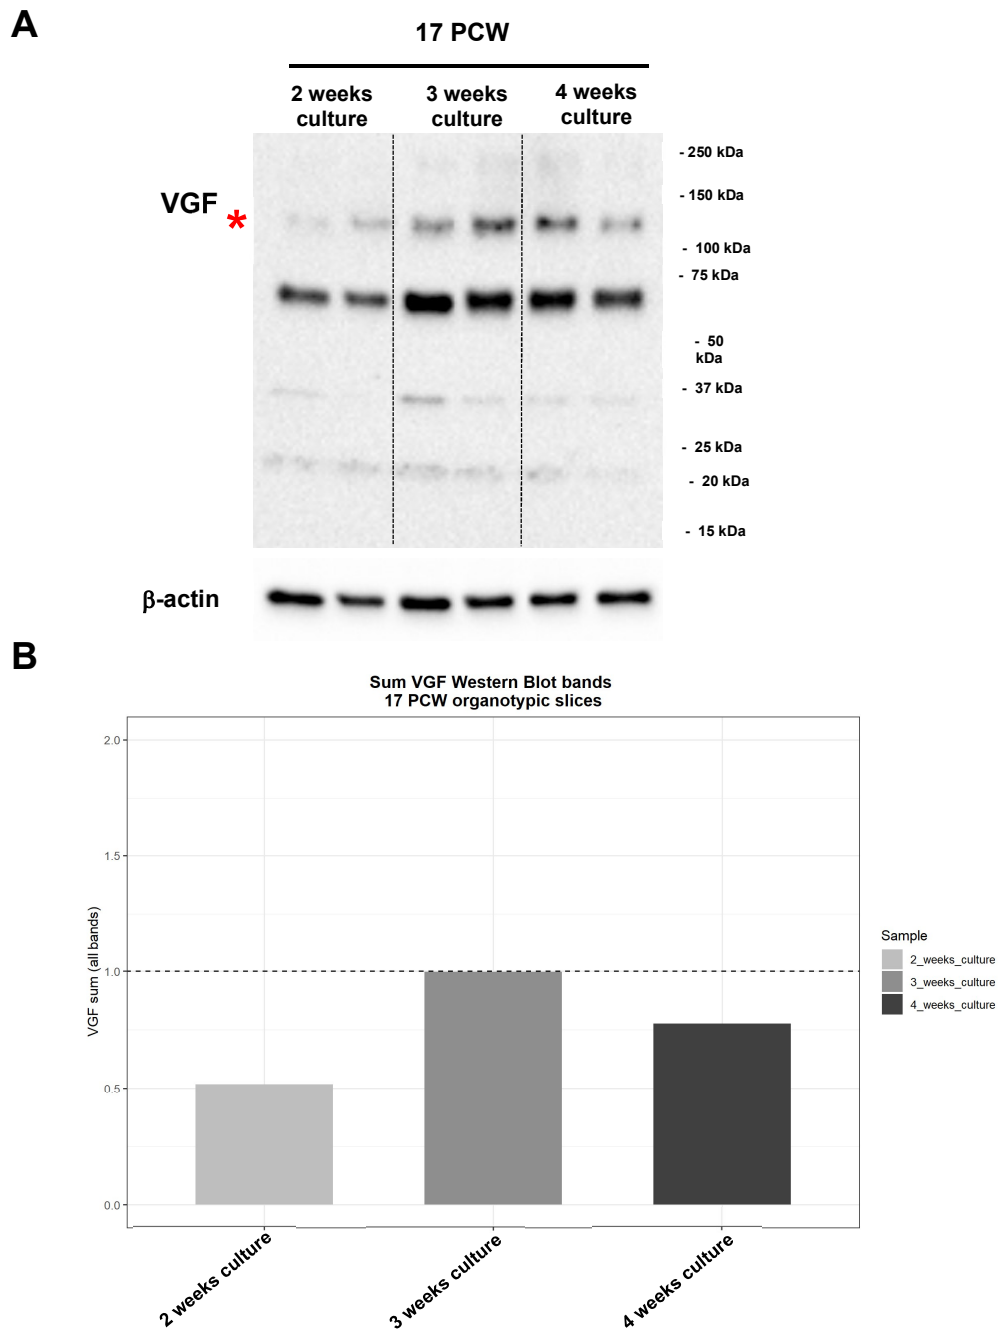 A
17 PCW
2 weeks culture
3 weeks culture
4 weeks culture
VGF
*
- 250 kDa
- 150 kDa
- 100 kDa
- 75 kDa
- 50
kDa
- 37 kDa
- 25 kDa
- 20 kDa
- 15 kDa
β-actin
B
Sum VGF Western Blot bands
17 PCW organotypic slices
VGF sum (all bands)
2.0
1.5
1.0
0.5
0.0
2 weeks culture
3 weeks culture
4 weeks culture
Sample
2_weeks_culture
3_weeks_culture
4_weeks_culture